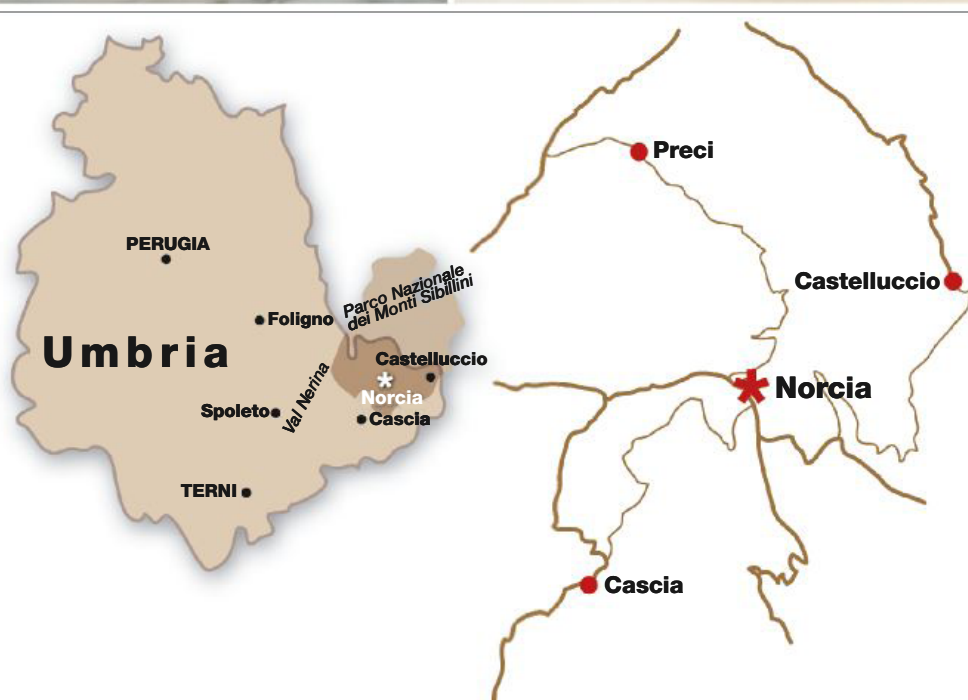 PERUGIA
Foligno
Umbria
Parco Nazionale
dei Monti Sibillini
Castelluccio
Norcia
Val Nerina
Spoleto
Cascia
TERNI
Preci
Castelluccio
Norcia
Cascia